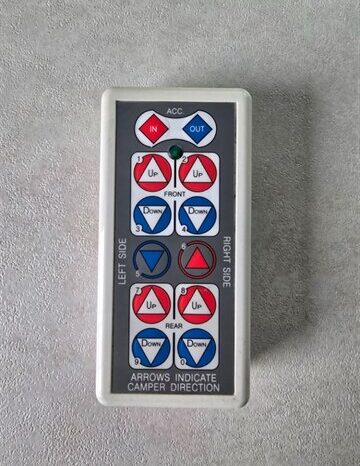 ACC
IN OUT
1 2
UP UP
FRONT
DOWN DOWN
3 4
LEFT SIDE
5 6
RIGHT SIDE
7 8
UP UP
REAR
DOWN DOWN
9 0
ARROWS INDICATE
CAMPER DIRECTION